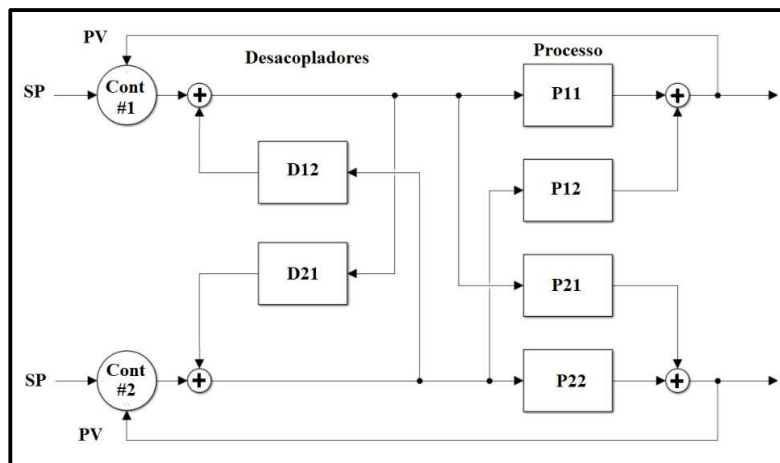 PV
Desacopladores
Processo
SP
Cont
#1
+
P11
+
D12
P12
D21
P21
SP
Cont
#2
+
P22
+
PV